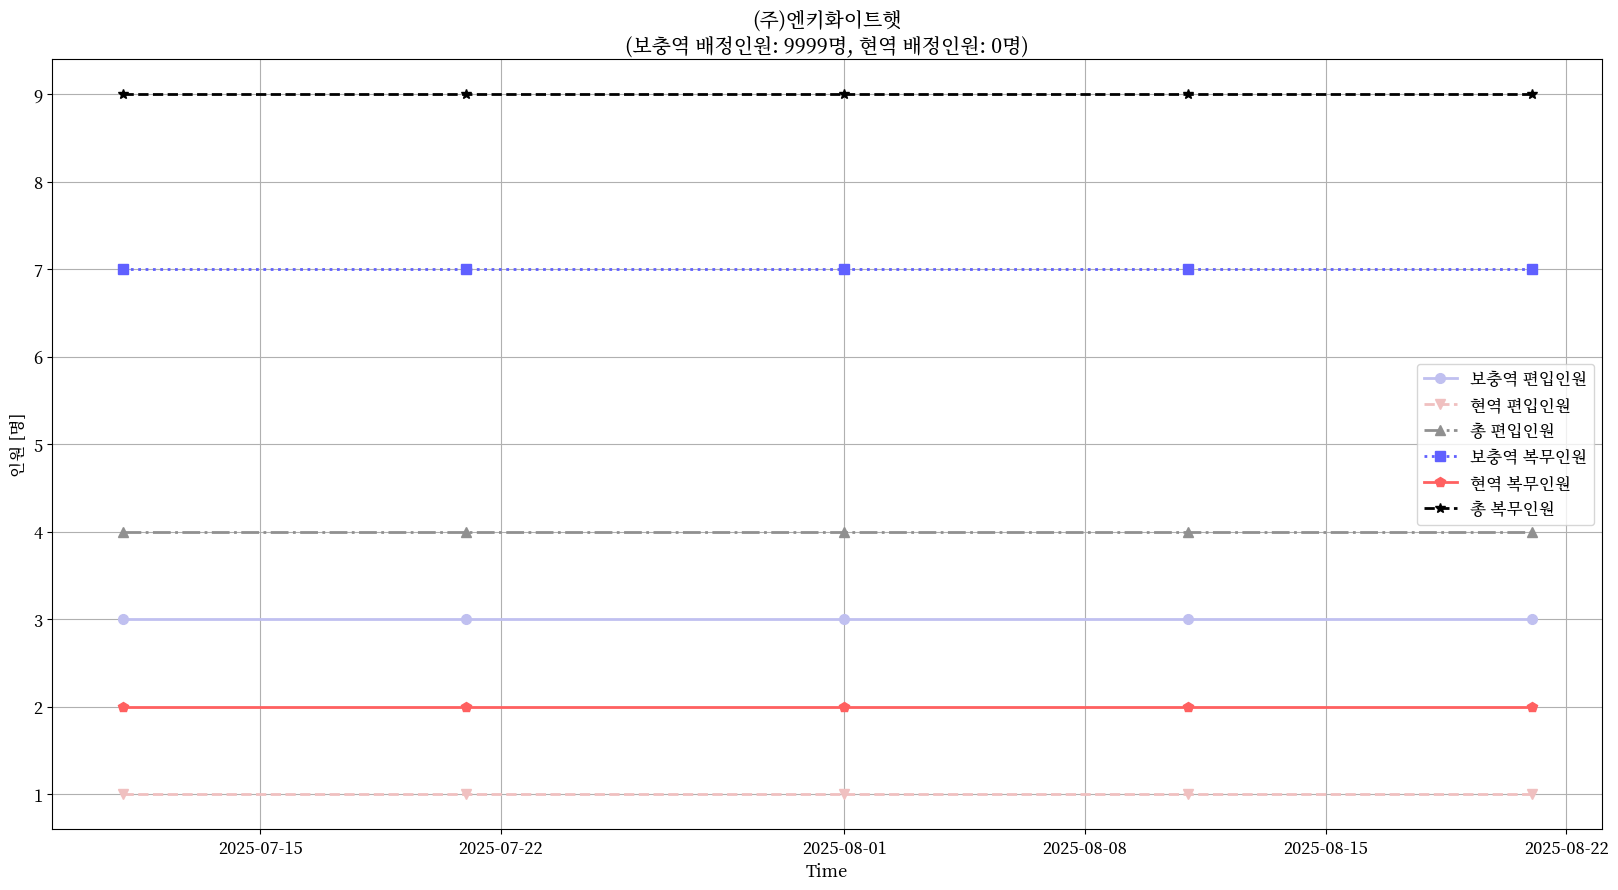 (주)엔키화이트햇
(보충역 배정인원: 9999명, 현역 배정인원: 0명)
인원 [명]
9
8
7
6
5
4
3
2
1
보충역 편입인원
현역 편입인원
총 편입인원
보충역 복무인원
현역 복무인원
총 복무인원
2025-07-15
2025-07-22
2025-08-01
2025-08-08
2025-08-15
2025-08-22
Time